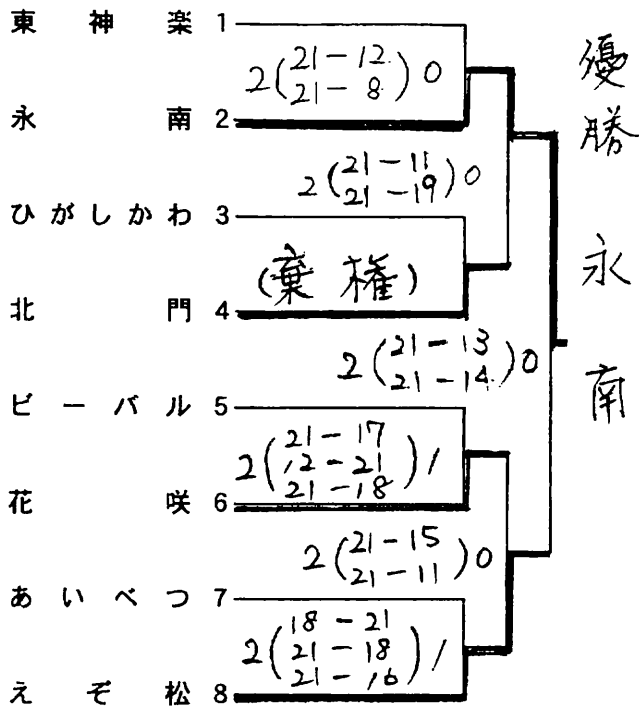 東神楽 1
2(21-12 21-8)0
永南 2
2(21-11 21-19)0
ひがしかわ 3
(棄権)
北門 4
2(21-13 21-14)0
ビーバル 5
2(21-17 12-21 21-18)1
花咲 6
2(21-15 21-11)0
あいべつ 7
2(18-21 21-18 21-16)1
えぞ松 8
優勝 永南